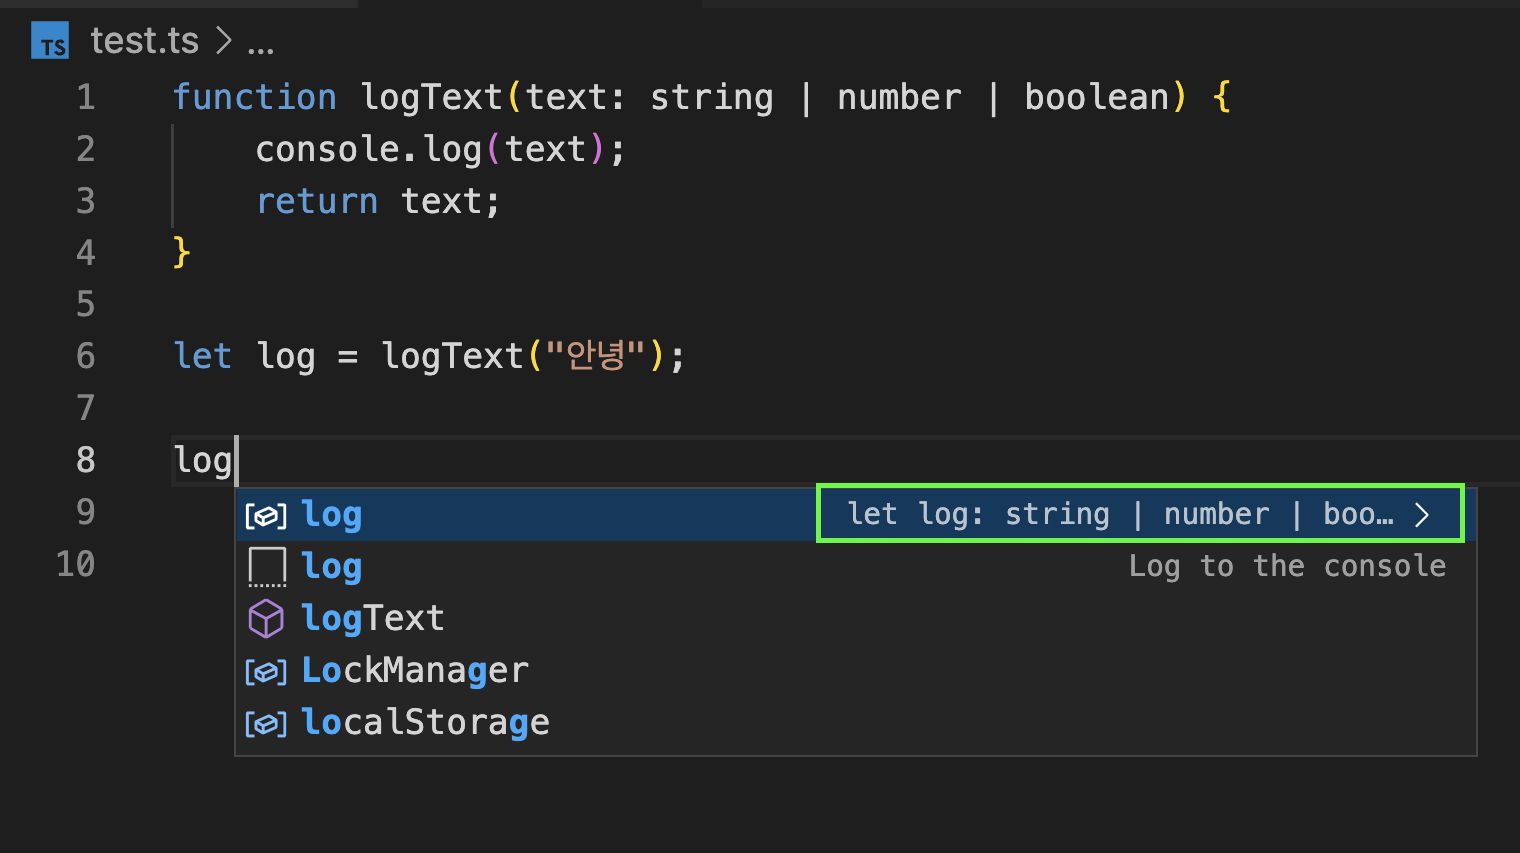 TS test.ts > ...
1 function logText(text: string | number | boolean) {
2 console.log(text);
3 return text;
4 }
5
6 let log = logText("안녕");
7
8 log
9 log let log: string | number | boo… >
log Log to the console
10
logText
LockManager
localStorage